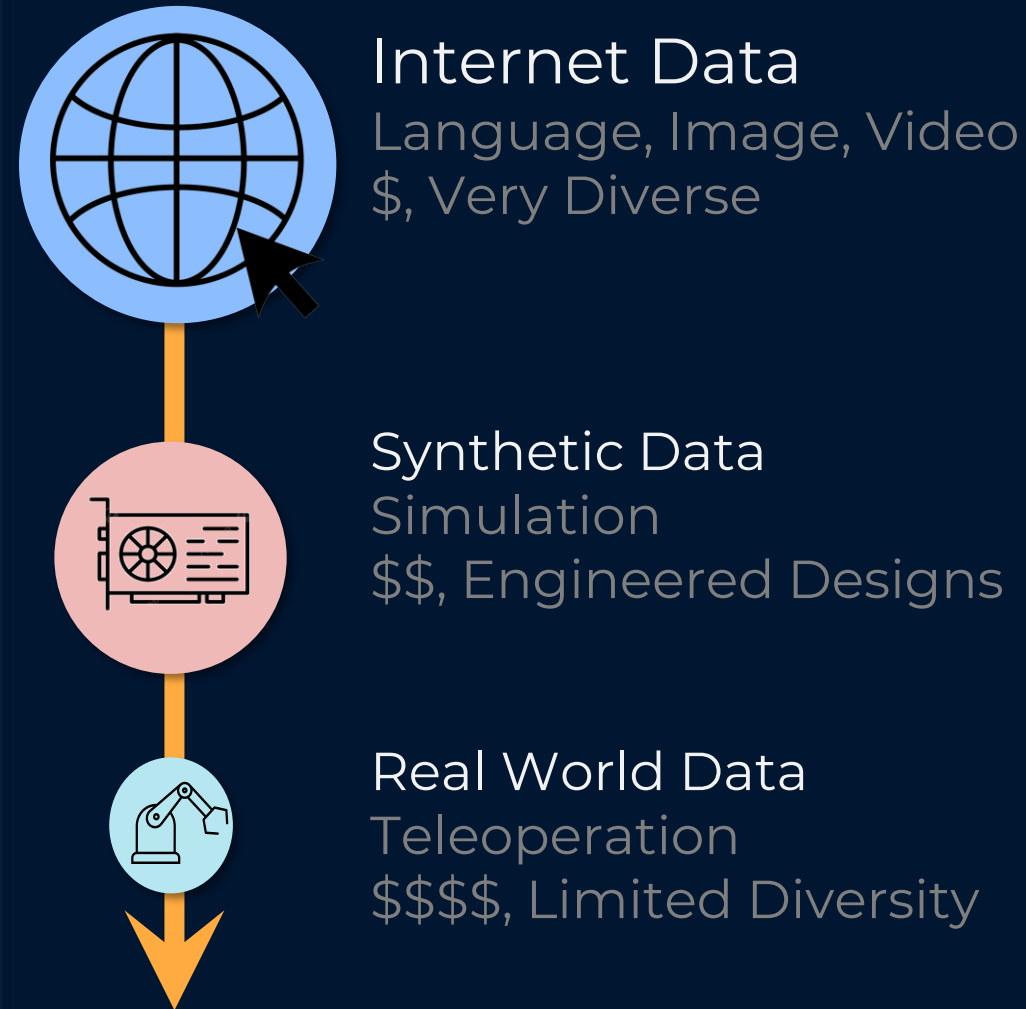 Internet Data
Language, Image, Video
$, Very Diverse
Synthetic Data
Simulation
$$, Engineered Designs
Real World Data
Teleoperation
$$$$, Limited Diversity